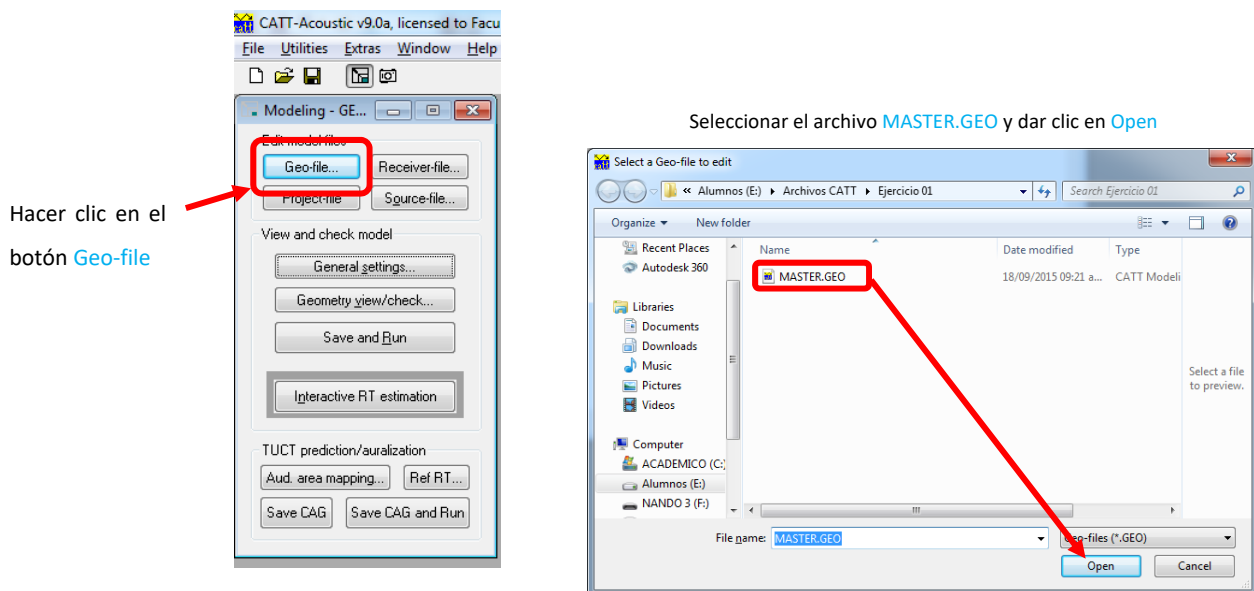 CATT-Acoustic v9.0a, licensed to Facu
File Utilities Extras Window Help
Modeling - GE...
Edit model files
Geo-file... Receiver-file...
Project-file Source-file...
View and check model
General settings...
Geometry view/check...
Save and Run
Interactive RT estimation
TUCT prediction/auralization
Aud. area mapping... Ref RT...
Save CAG Save CAG and Run
Hacer clic en el
botón Geo-file
Seleccionar el archivo MASTER.GEO y dar clic en Open
Select a Geo-file to edit
« Alumnos (E:) Archivos CATT Ejercicio 01 Search Ejercicio 01
Organize New folder
Recent Places
Autodesk 360
Libraries
Documents
Downloads
Music
Pictures
Videos
Computer
ACADEMICO (C:)
Alumnos (E:)
NANDO 3 (F:)
Name Date modified Type
MASTER.GEO 18/09/2015 09:21 a... CATT Modeli
Select a file
to preview.
File name: MASTER.GEO Geo-files (*.GEO)
Open Cancel